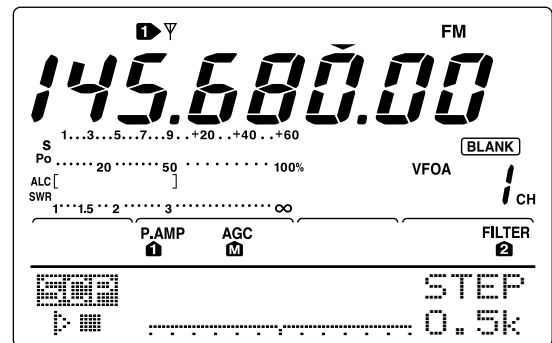 1 FM
145.680.00
S 1...3...5...7...9..+20..+40..+60
BLANK
Po ......20......50..........100%
VFOA
ALC
1 CH
SWR 1....1.5..2......3..............∞
P.AMP AGC FILTER
1 M 2
STEP
0.5k